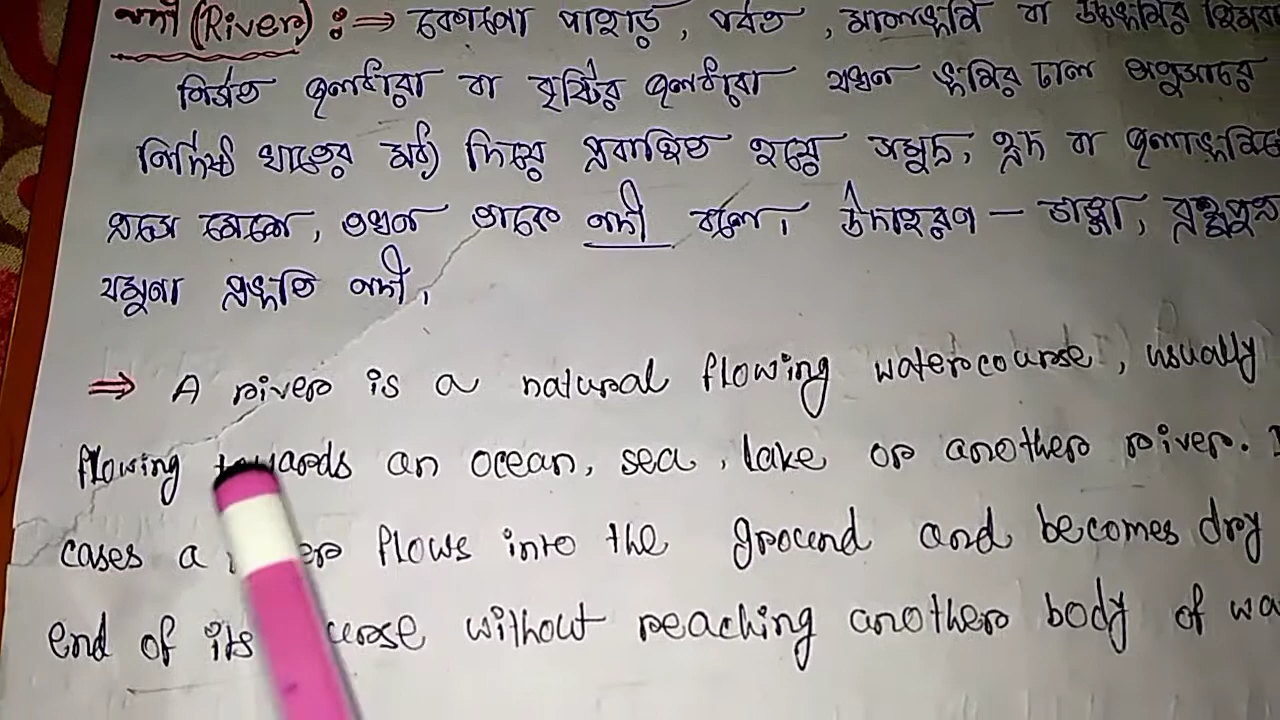 নদী (River) :⇒ কোনো পাহাড়, পর্বত, মালভূমি বা উচ্চভূমির হিমবা
নির্গত জলধারা বা বৃষ্টির জলধারা যখন ভূমির ঢাল অনুসারে
নির্দিষ্ট খাতের মধ্য দিয়ে প্রবাহিত হয়ে সমুদ্র, হ্রদ বা জলাভূমিতে
এসে মেশে, তখন তাকে নদী বলে। উদাহরণ – গঙ্গা, ব্রহ্মপুত্র
যমুনা প্রভৃতি নদী।
⇒ A river is a natural flowing watercourse, usually
flowing towards an ocean, sea, lake or another river.
cases a flows into the ground and becomes dry
end of its without reaching another body of wa